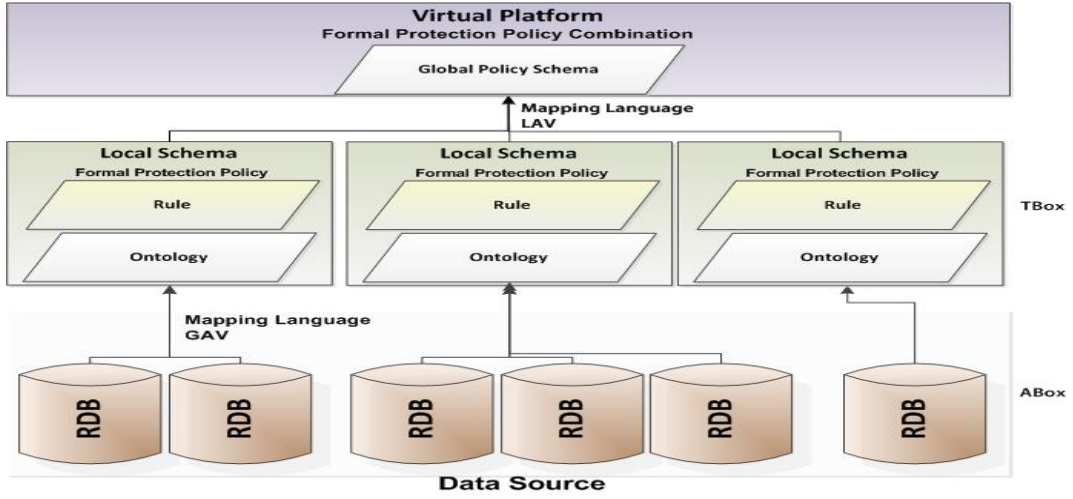 Virtual Platform
Formal Protection Policy Combination
Global Policy Schema
Mapping Language
LAV
Local Schema
Formal Protection Policy
Rule
Ontology
Local Schema
Formal Protection Policy
Rule
Ontology
Local Schema
Formal Protection Policy
Rule
Ontology
TBox
Mapping Language
GAV
RDB
RDB
RDB
RDB
RDB
RDB
ABox
Data Source